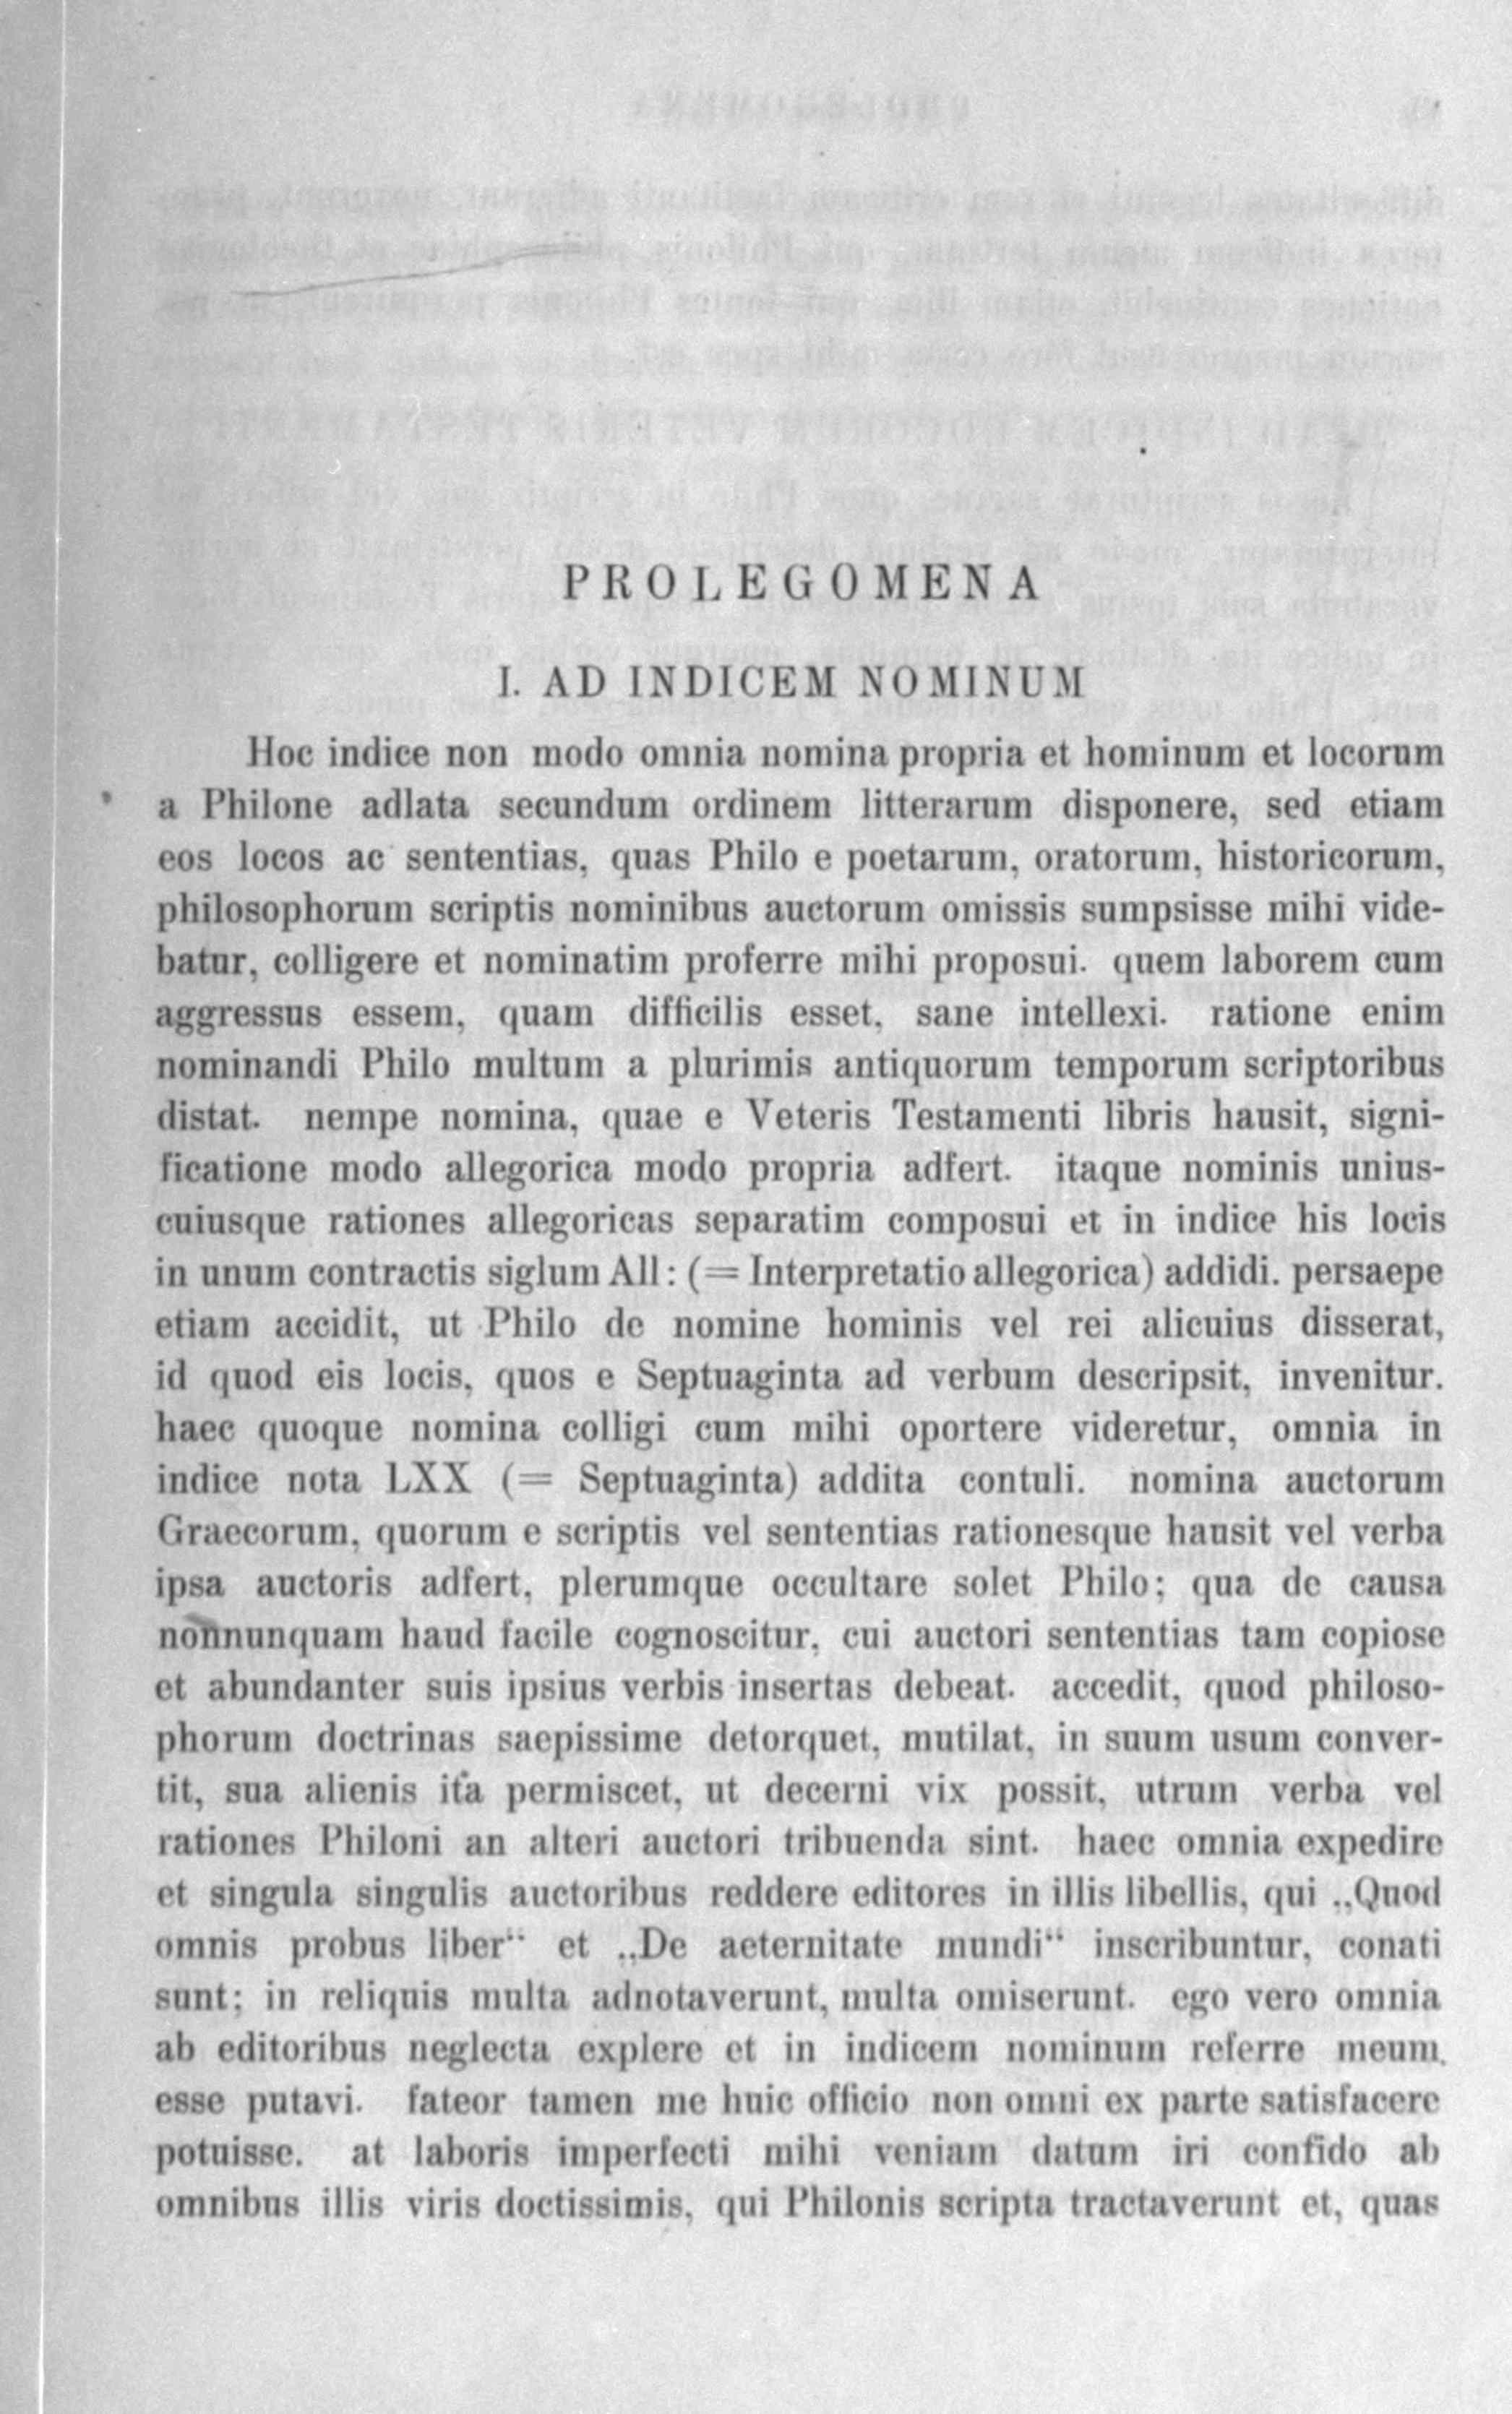 PROLEGOMENA
I. AD INDICEM NOMINUM
Hoc indice non modo omnia nomina propria et hominum et locorum
a Philone adlata secundum ordinem litterarum disponere, sed etiam
eos locos ac sententias, quas Philo e poetarum, oratorum, historicorum,
philosophorum scriptis nominibus auctorum omissis sumpsisse mihi vide-
batur, colligere et nominatim proferre mihi proposui. quem laborem cum
aggressus essem, quam difficilis esset, sane intellexi. ratione enim
nominandi Philo multum a plurimis antiquorum temporum scriptoribus
distat. nempe nomina, quae e Veteris Testamenti libris hausit, signi-
ficatione modo allegorica modo propria adfert. itaque nominis unius-
cuiusque rationes allegoricas separatim composui et in indice his locis
in unum contractis siglum All: (= Interpretatio allegorica) addidi. persaepe
etiam accidit, ut Philo de nomine hominis vel rei alicuius disserat,
id quod eis locis, quos e Septuaginta ad verbum descripsit, invenitur.
haec quoque nomina colligi cum mihi oportere videretur, omnia in
indice nota LXX (= Septuaginta) addita contuli. nomina auctorum
Graecorum, quorum e scriptis vel sententias rationesque hausit vel verba
ipsa auctoris adfert, plerumque occultare solet Philo; qua de causa
nonnunquam haud facile cognoscitur, cui auctori sententias tam copiose
et abundanter suis ipsius verbis insertas debeat. accedit, quod philoso-
phorum doctrinas saepissime detorquet, mutilat, in suum usum conver-
tit, sua alienis ita permiscet, ut decerni vix possit, utrum verba vel
rationes Philoni an alteri auctori tribuenda sint. haec omnia expedire
et singula singulis auctoribus reddere editores in illis libellis, qui „Quod
omnis probus liber“ et „De aeternitate mundi“ inscribuntur, conati
sunt; in reliquis multa adnotaverunt, multa omiserunt. ego vero omnia
ab editoribus neglecta explere et in indicem nominum referre meum
esse putavi. fateor tamen me huic officio non omni ex parte satisfacere
potuisse. at laboris imperfecti mihi veniam datum iri confido ab
omnibus illis viris doctissimis, qui Philonis scripta tractaverunt et, quas